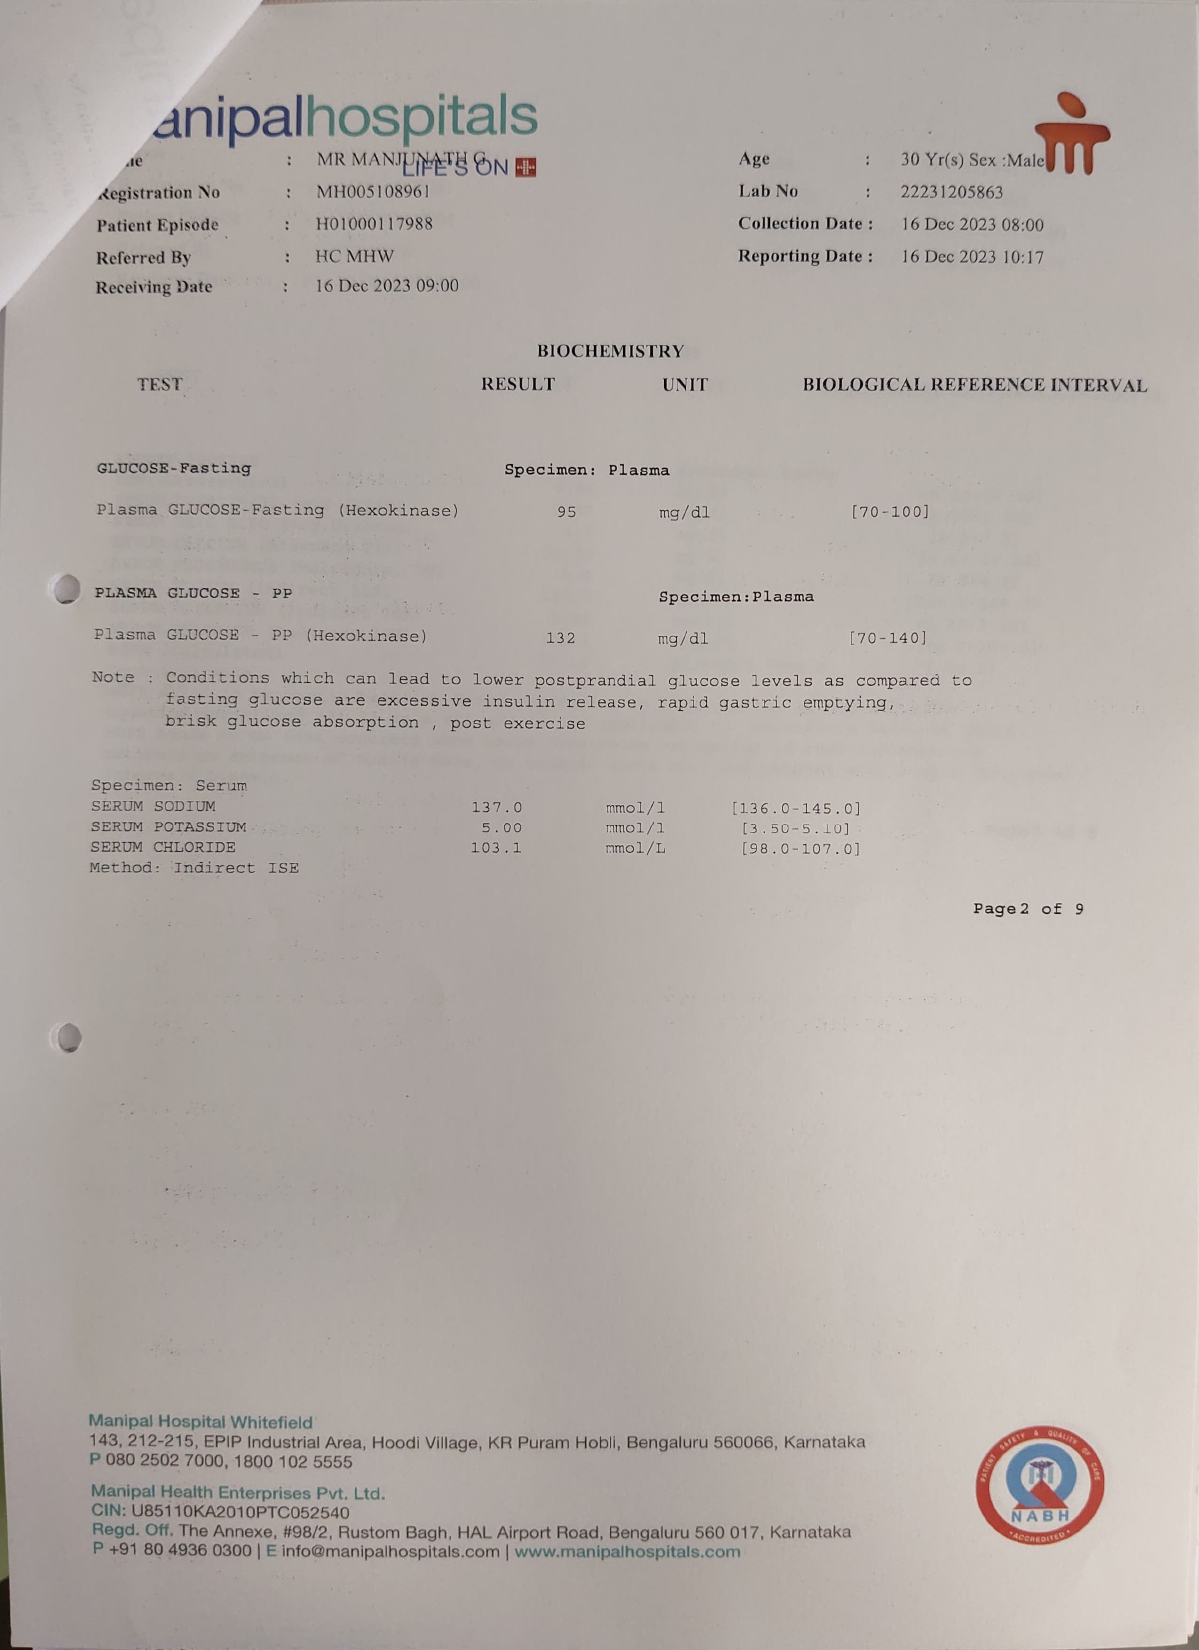 anipalhospitals
LIFE'S ON
: MR MANJUNATH G
Age : 30 Yr(s) Sex :Male
Registration No : MH005108961
Lab No : 22231205863
Patient Episode : H01000117988
Collection Date : 16 Dec 2023 08:00
Referred By : HC MHW
Reporting Date : 16 Dec 2023 10:17
Receiving Date : 16 Dec 2023 09:00
BIOCHEMISTRY
TEST RESULT UNIT BIOLOGICAL REFERENCE INTERVAL
GLUCOSE-Fasting Specimen: Plasma
Plasma GLUCOSE-Fasting (Hexokinase) 95 mg/dl [70-100]
PLASMA GLUCOSE - PP Specimen:Plasma
Plasma GLUCOSE - PP (Hexokinase) 132 mg/dl [70-140]
Note : Conditions which can lead to lower postprandial glucose levels as compared to
fasting glucose are excessive insulin release, rapid gastric emptying,
brisk glucose absorption , post exercise
Specimen: Serum
SERUM SODIUM 137.0 mmol/l [136.0-145.0]
SERUM POTASSIUM 5.00 mmol/l [3.50-5.10]
SERUM CHLORIDE 103.1 mmol/L [98.0-107.0]
Method: Indirect ISE
Page 2 of 9
Manipal Hospital Whitefield
143, 212-215, EPIP Industrial Area, Hoodi Village, KR Puram Hobli, Bengaluru 560066, Karnataka
P 080 2502 7000, 1800 102 5555
Manipal Health Enterprises Pvt. Ltd.
CIN: U85110KA2010PTC052540
Regd. Off. The Annexe, #98/2, Rustom Bagh, HAL Airport Road, Bengaluru 560 017, Karnataka
P +91 80 4936 0300 | E info@manipalhospitals.com | www.manipalhospitals.com
PATIENT SAFETY & QUALITY OF CARE
NABH
ACCREDITED